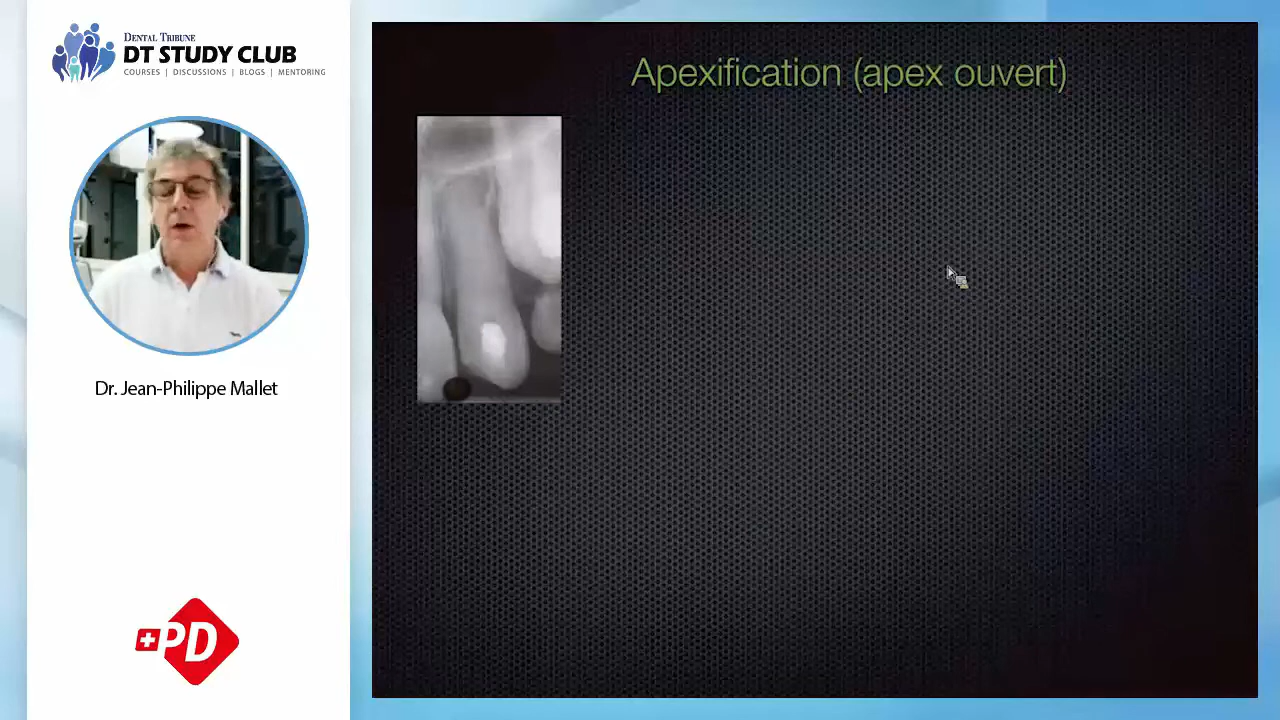 DENTAL TRIBUNE
DT STUDY CLUB
COURSES | DISCUSSIONS | BLOGS | MENTORING
Dr. Jean-Philippe Mallet
PD
Apexification (apex ouvert)